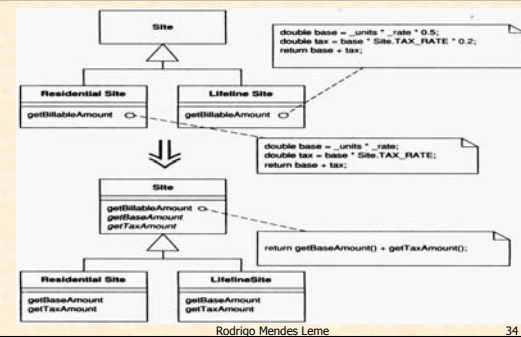 Site
double base = _units * _rate * 0.5;
double tax = base * Site.TAX_RATE * 0.2;
return base + tax;
Residential Site
getBillableAmount
Lifeline Site
getBillableAmount
double base = _units * _rate;
double tax = base * Site.TAX_RATE;
return base + tax;
Site
getBillableAmount
getBaseAmount
getTaxAmount
return getBaseAmount() + getTaxAmount();
Residential Site
getBaseAmount
getTaxAmount
LifelineSite
getBaseAmount
getTaxAmount
Rodrigo Mendes Leme
34